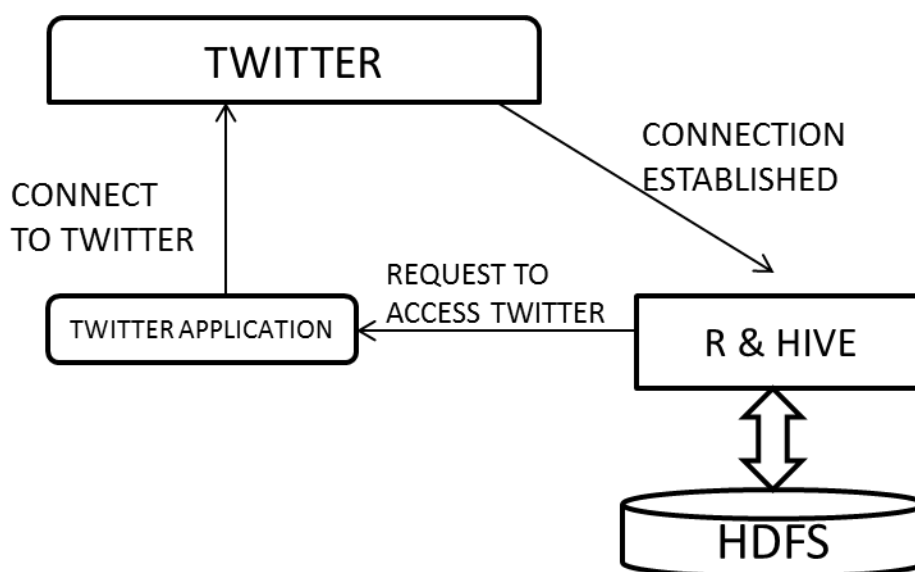 TWITTER
CONNECTION
ESTABLISHED
CONNECT
TO TWITTER
REQUEST TO
ACCESS TWITTER
TWITTER APPLICATION
R & HIVE
HDFS